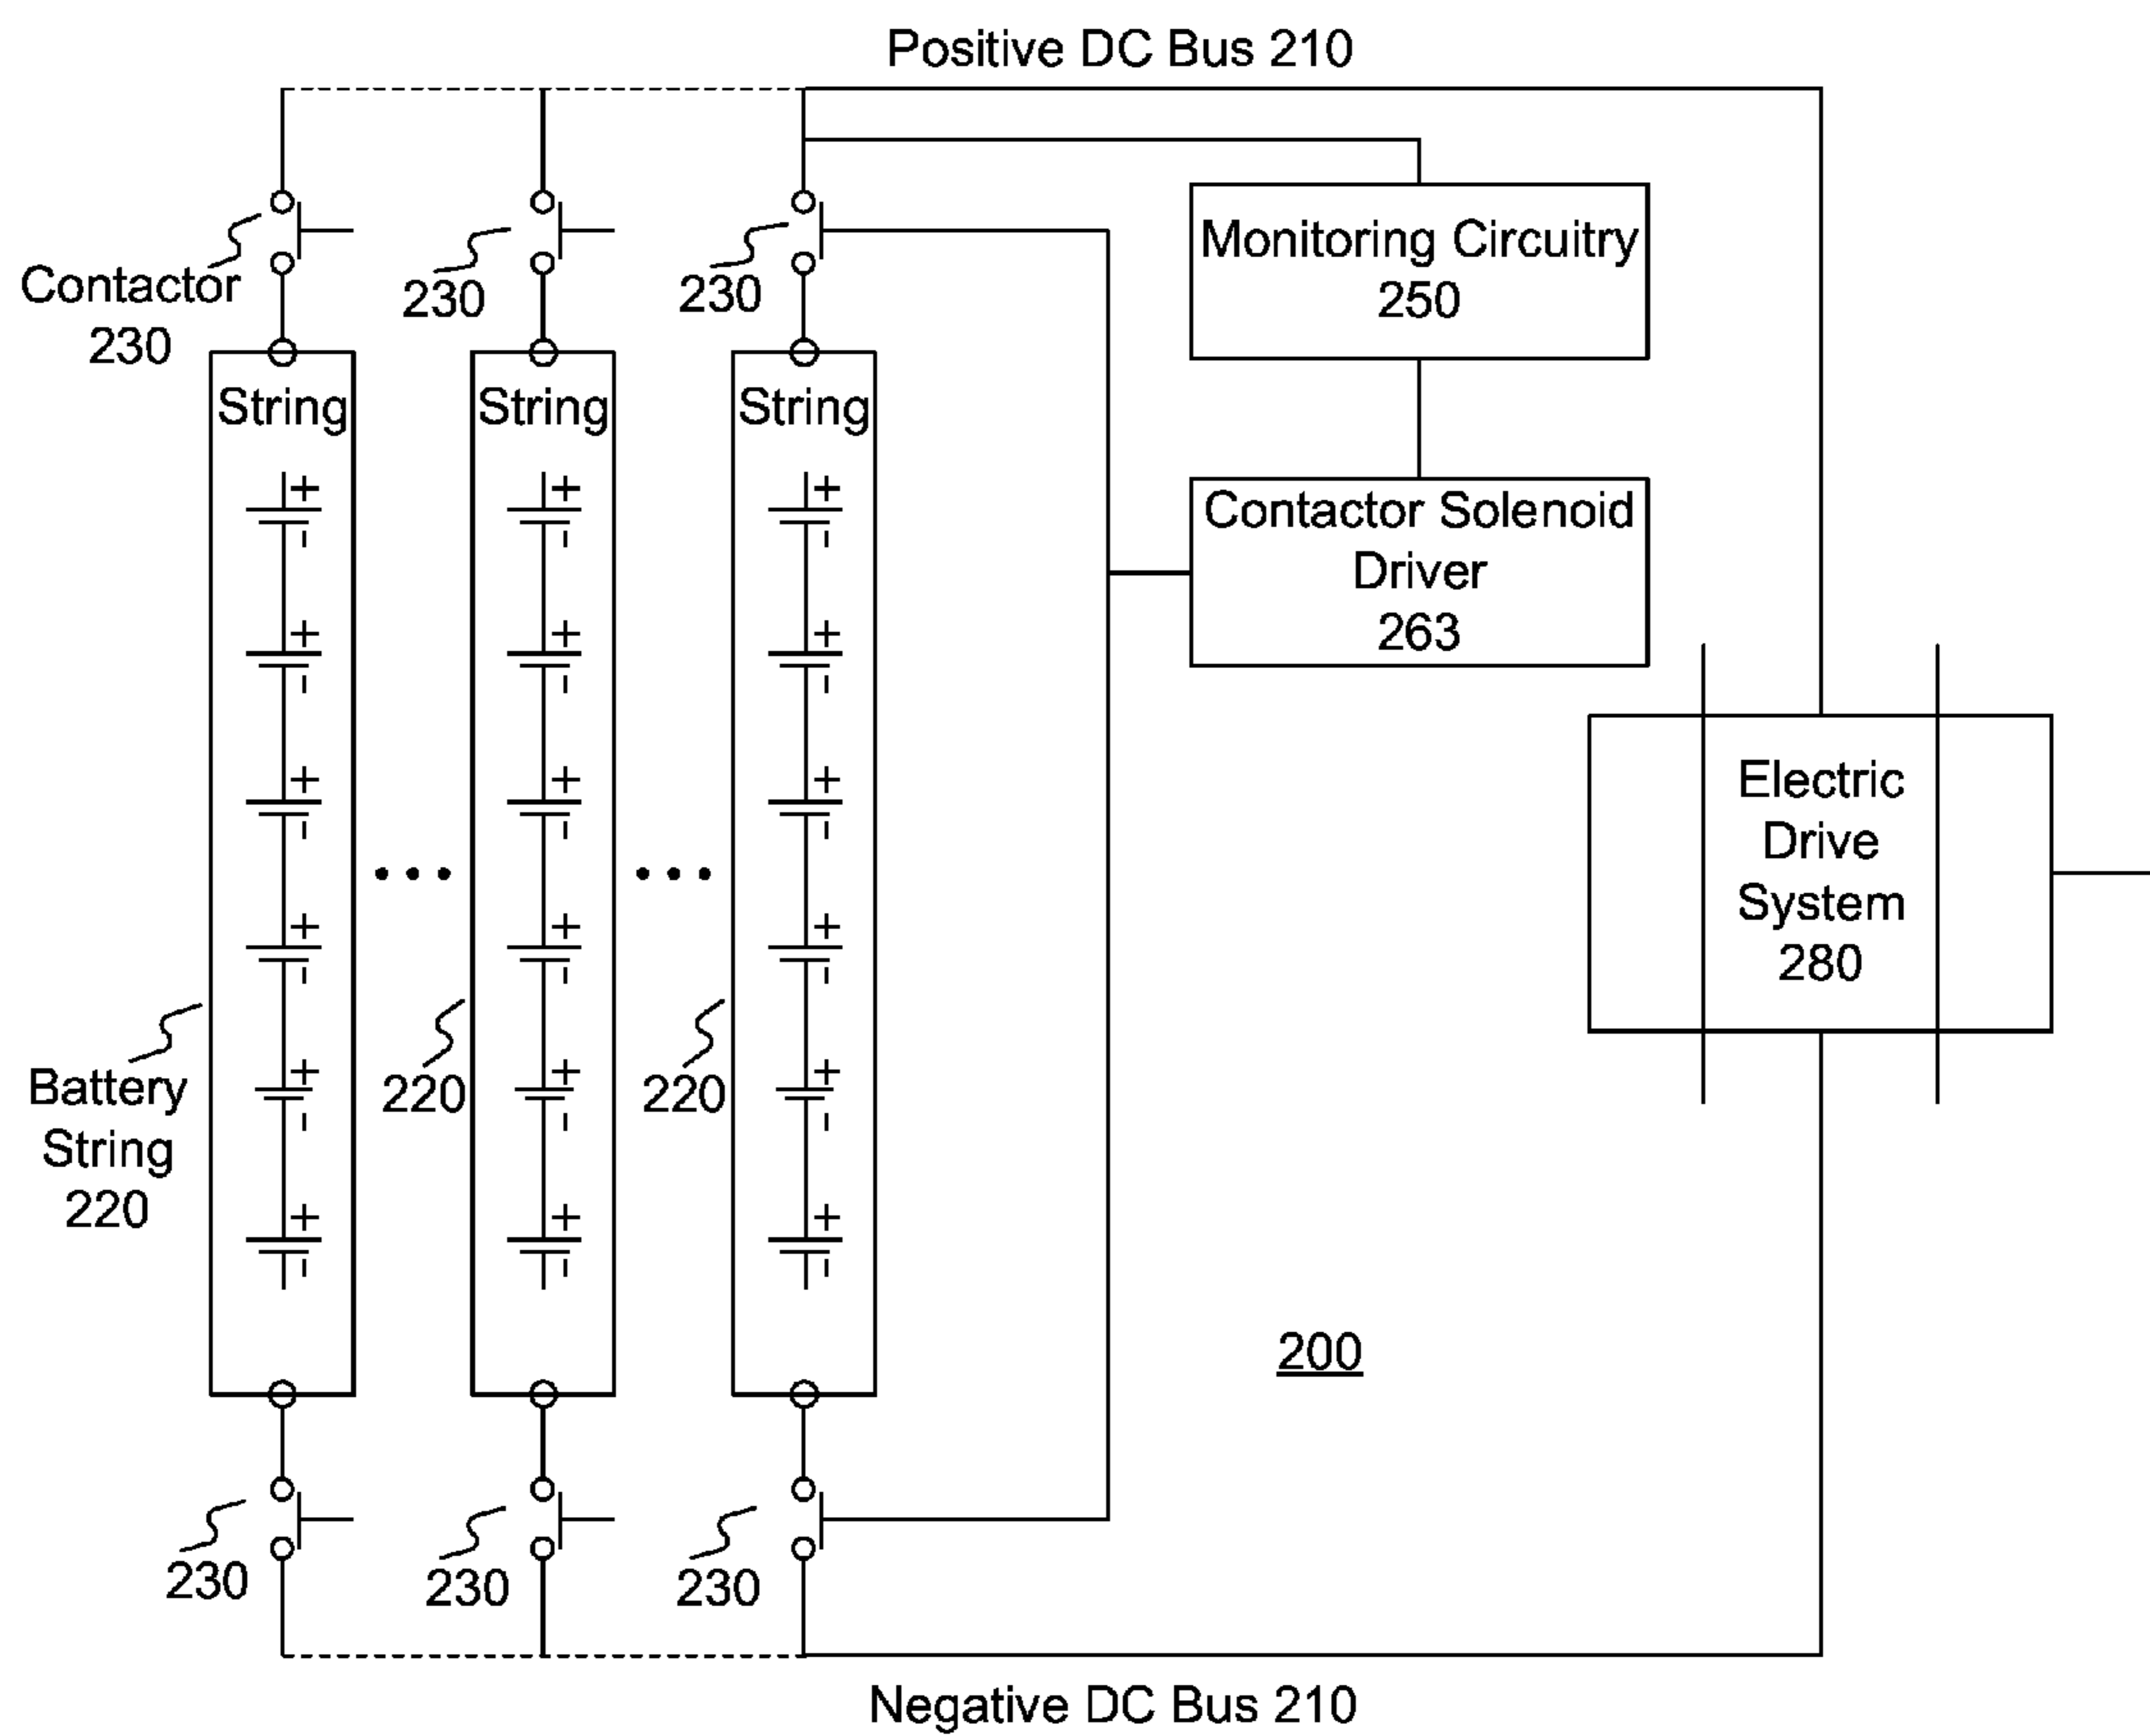 Positive DC Bus 210
Contactor
230
230
230
Monitoring Circuitry
250
String
String
String
Contactor Solenoid
Driver
263
Electric
Drive
System
280
Battery
String
220
220
220
200
230
230
230
Negative DC Bus 210